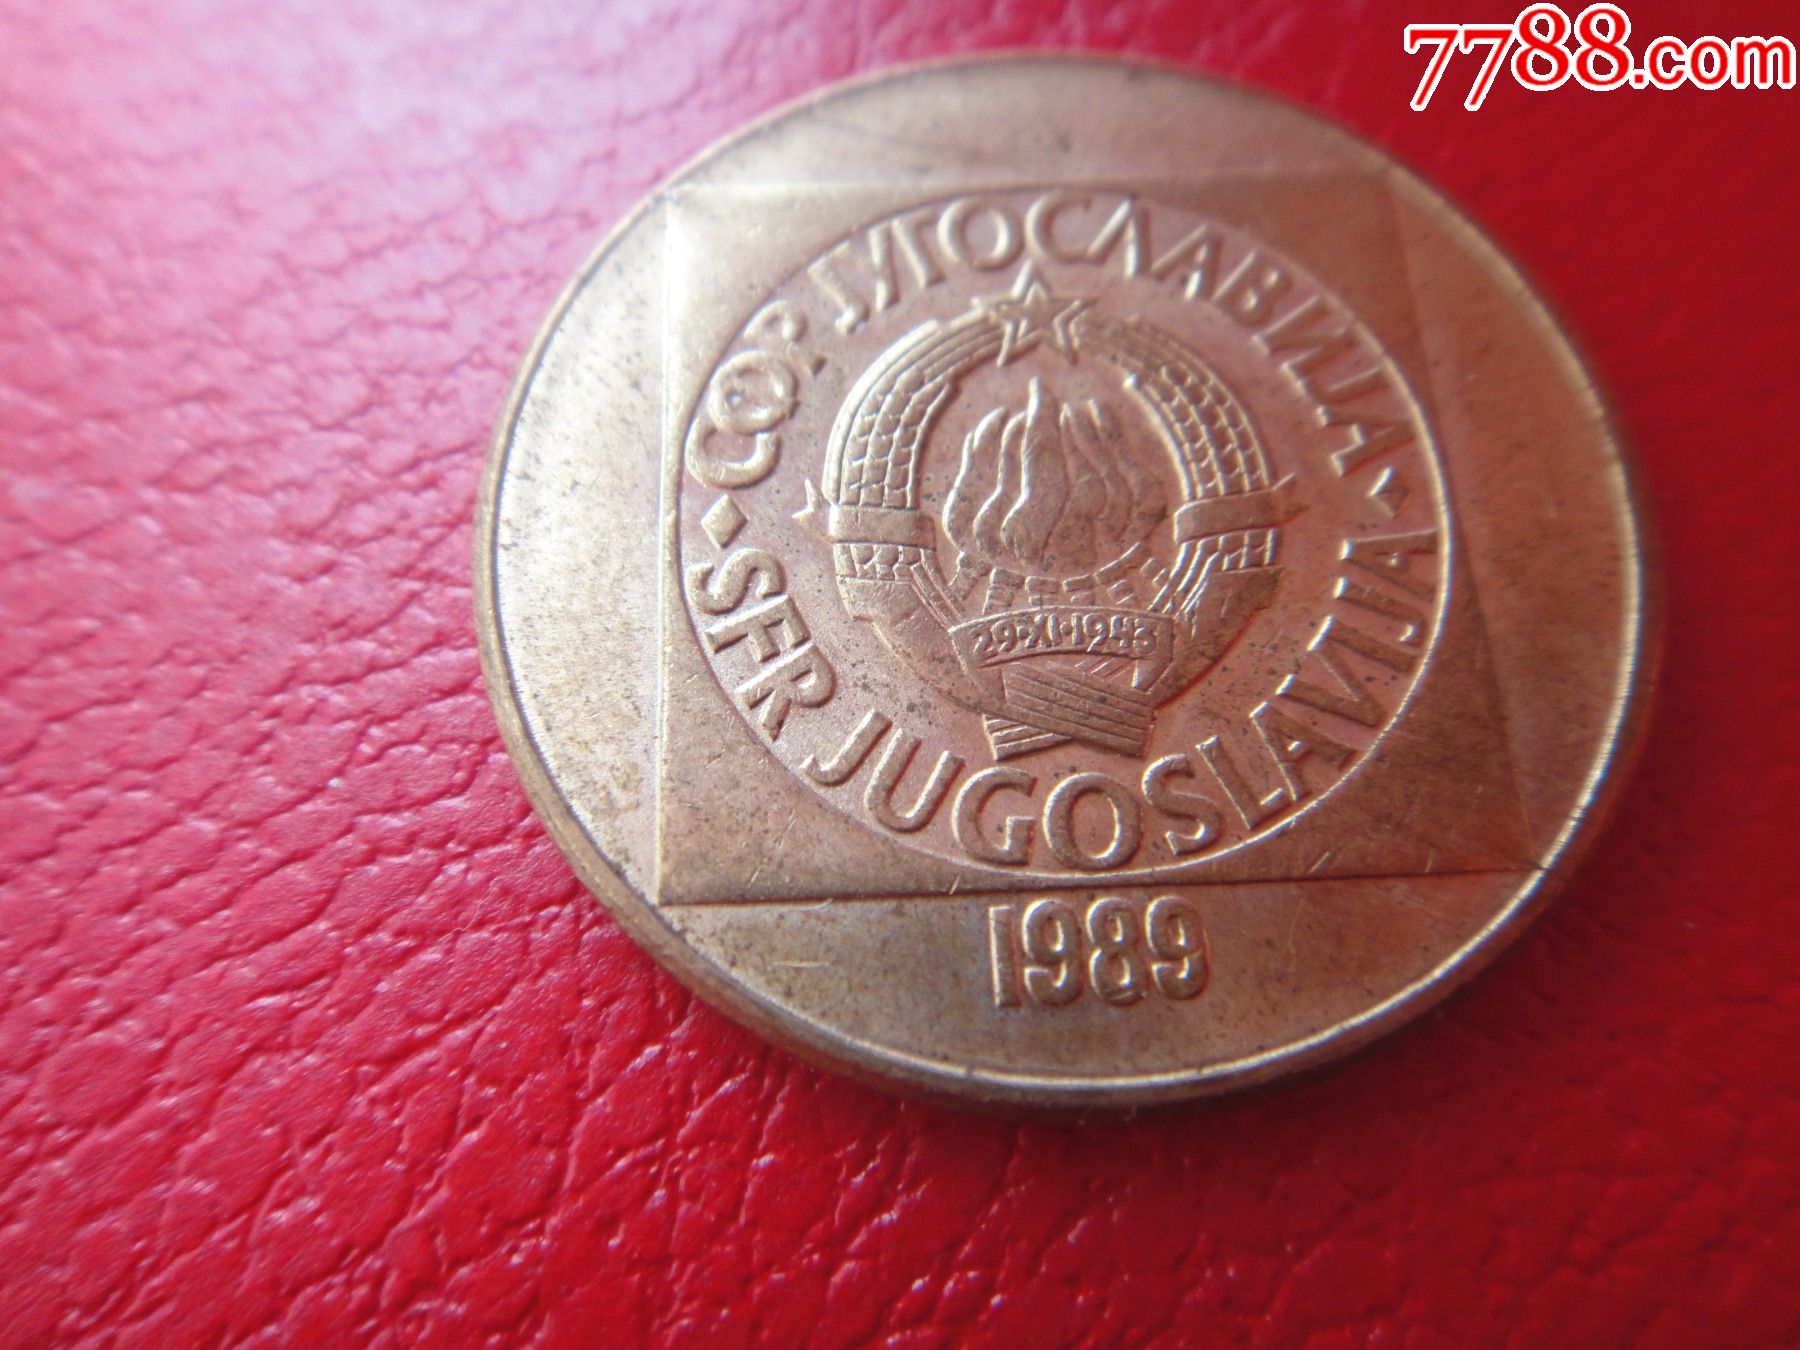 7788.com
СФР ЈУГОСЛАВИЈА
29·XI·1943
SFR JUGOSLAVIJA
1989